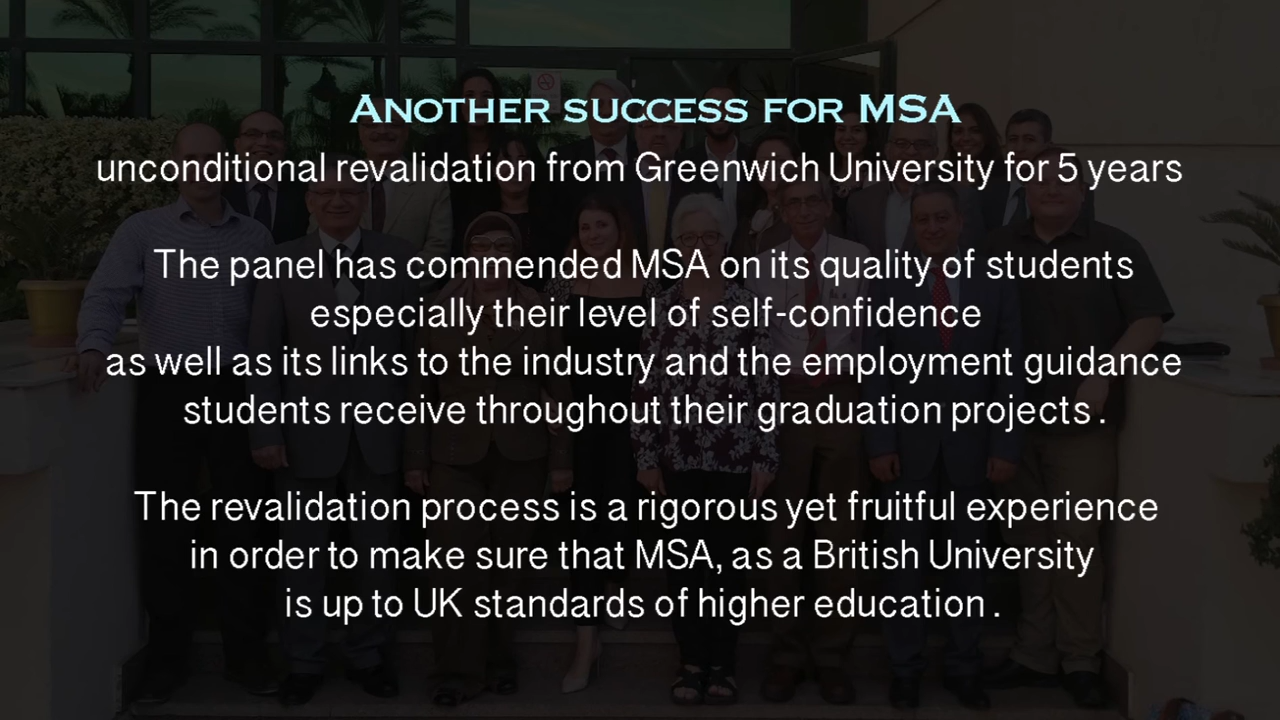 ANOTHER SUCCESS FOR MSA
unconditional revalidation from Greenwich University for 5 years
The panel has commended MSA on its quality of students
especially their level of self-confidence
as well as its links to the industry and the employment guidance
students receive throughout their graduation projects .
The revalidation process is a rigorous yet fruitful experience
in order to make sure that MSA, as a British University
is up to UK standards of higher education .